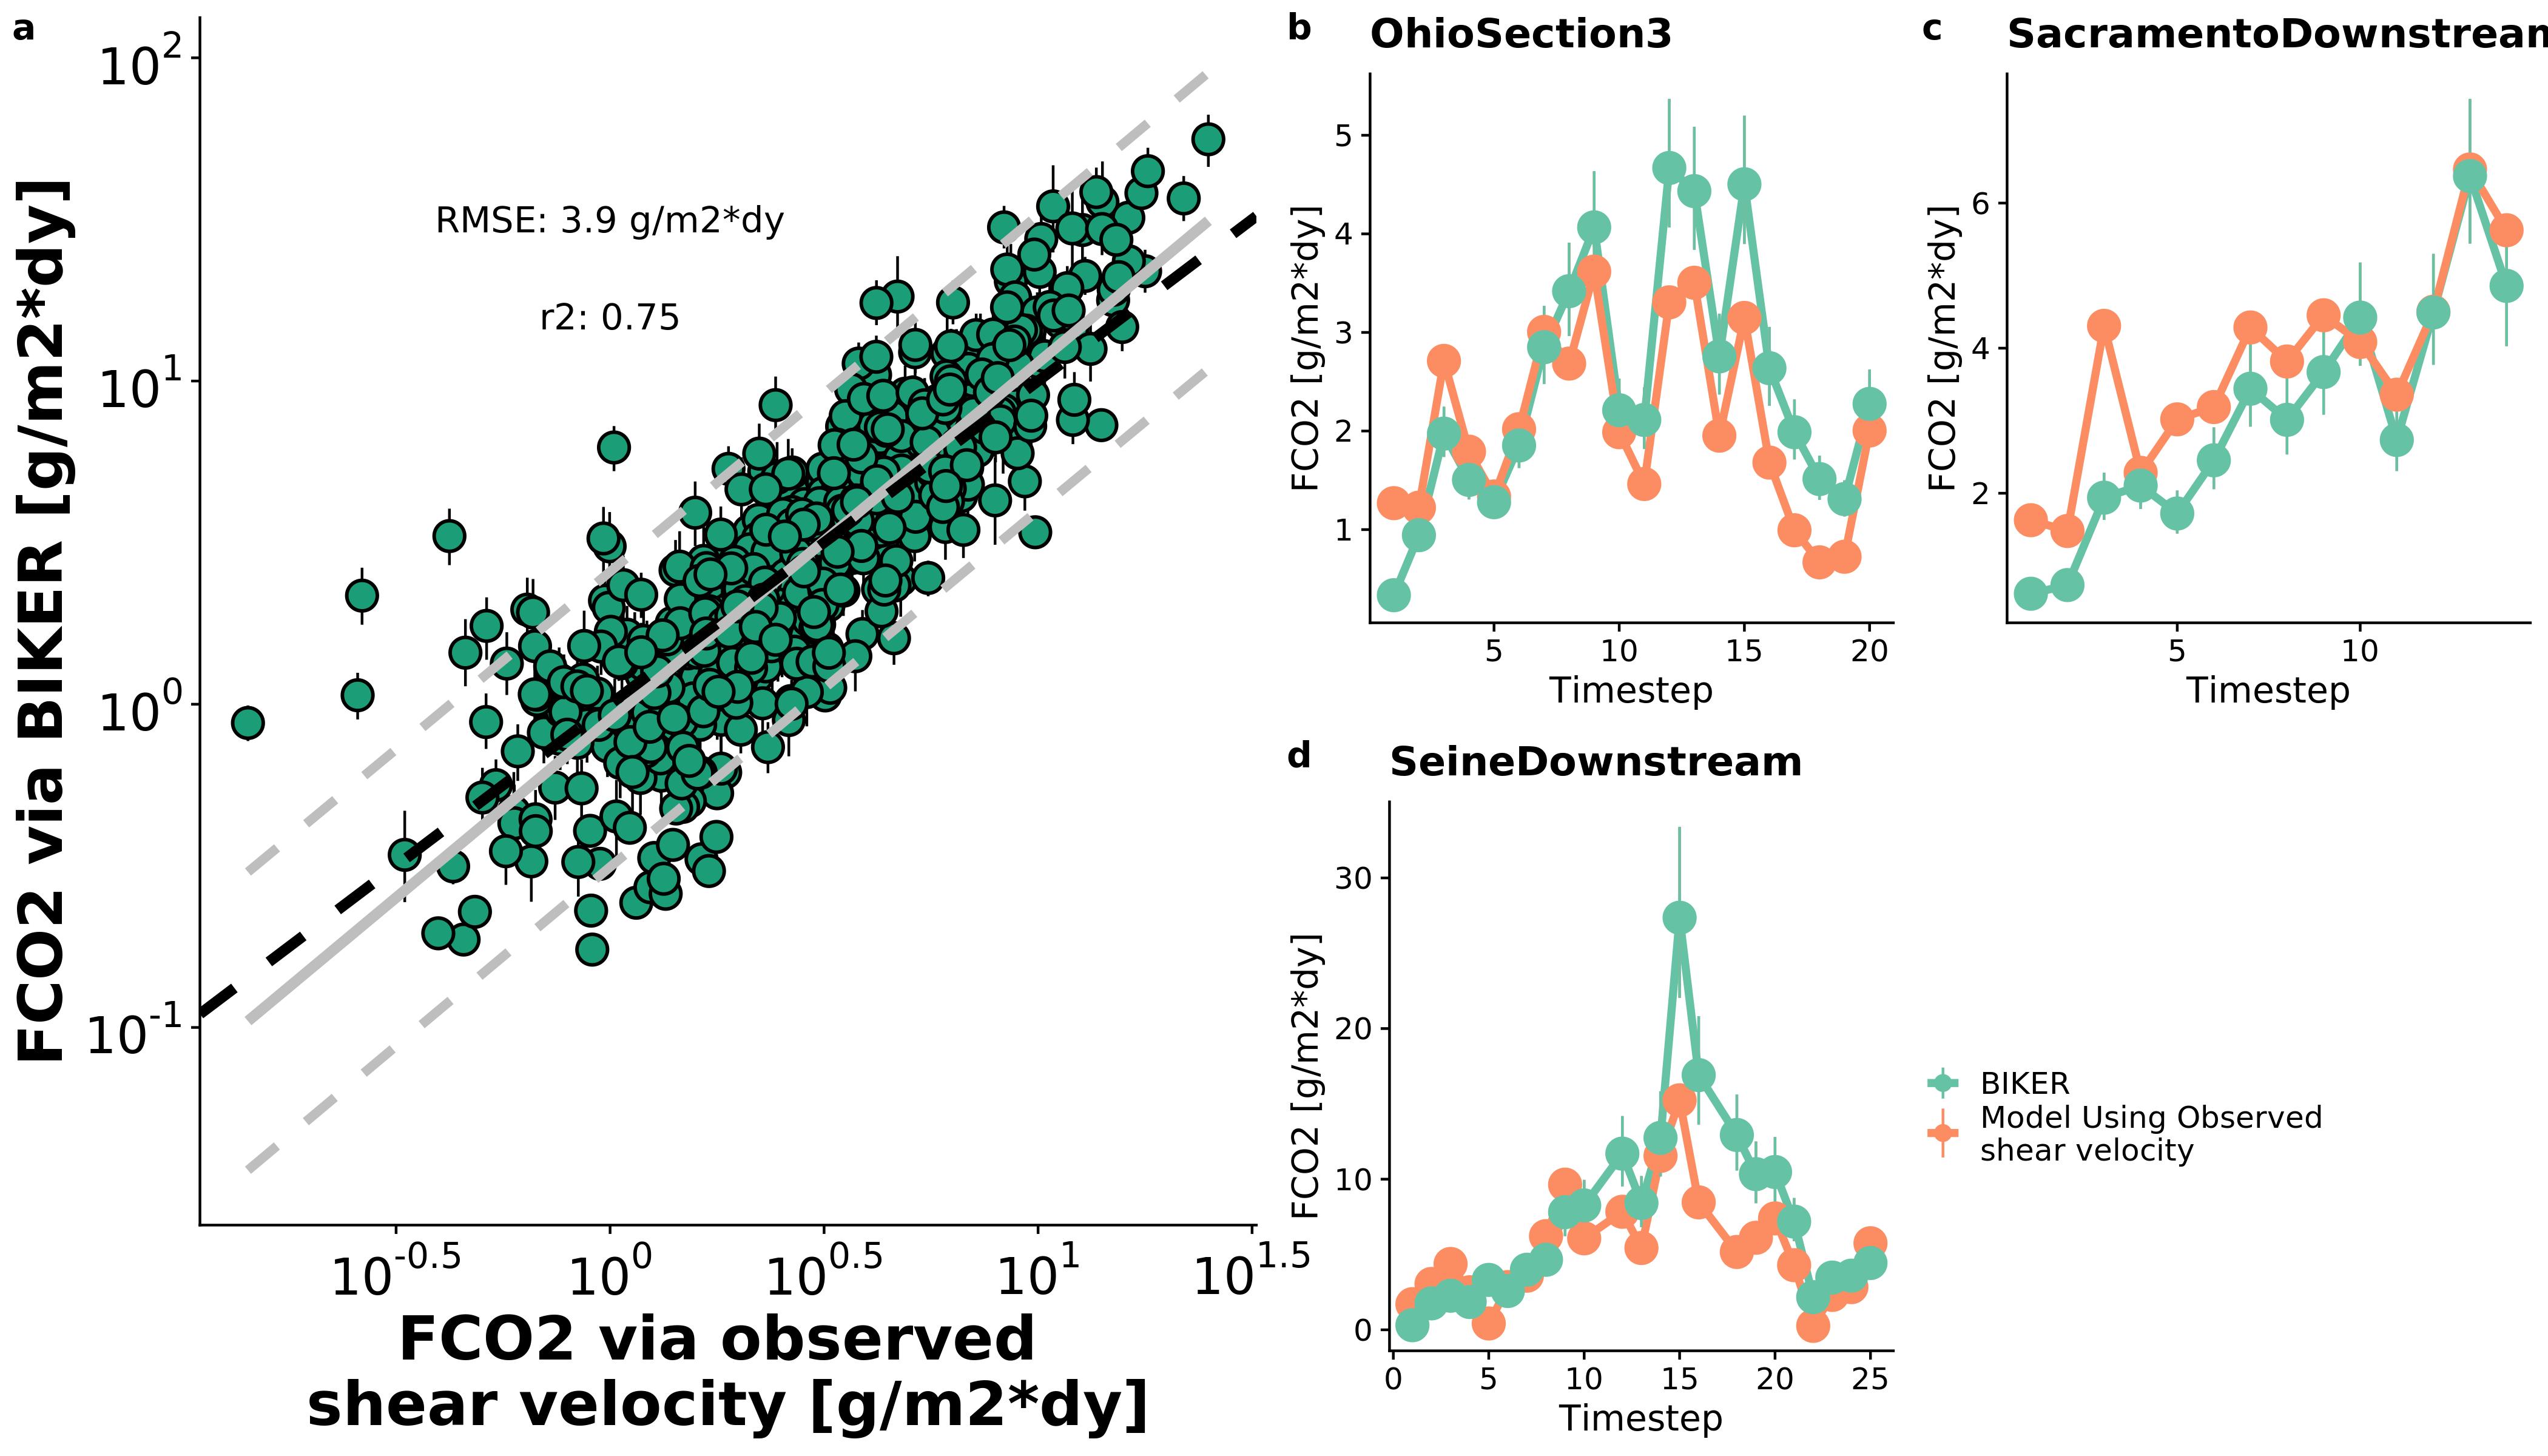 a
FCO2 via BIKER [g/m2*dy]
10^2
10^1
10^0
10^-1
RMSE: 3.9 g/m2*dy
r2: 0.75
10^-0.5
10^0
10^0.5
10^1
10^1.5
FCO2 via observed
shear velocity [g/m2*dy]
b
OhioSection3
FCO2 [g/m2*dy]
5
4
3
2
1
5
10
15
20
Timestep
c
SacramentoDownstream
FCO2 [g/m2*dy]
6
4
2
5
10
Timestep
d
SeineDownstream
FCO2 [g/m2*dy]
30
20
10
0
0
5
10
15
20
25
Timestep
BIKER
Model Using Observed
shear velocity